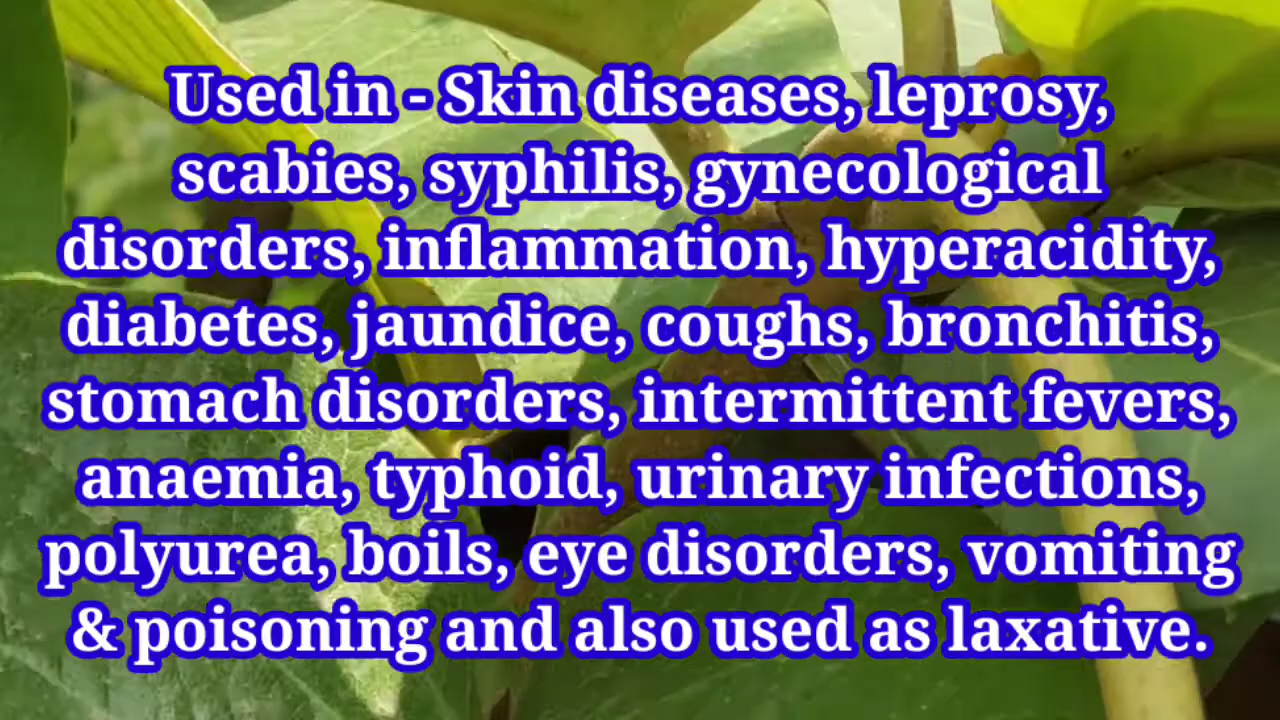 Used in - Skin diseases, leprosy,
scabies, syphilis, gynecological
disorders, inflammation, hyperacidity,
diabetes, jaundice, coughs, bronchitis,
stomach disorders, intermittent fevers,
anaemia, typhoid, urinary infections,
polyurea, boils, eye disorders, vomiting
& poisoning and also used as laxative.